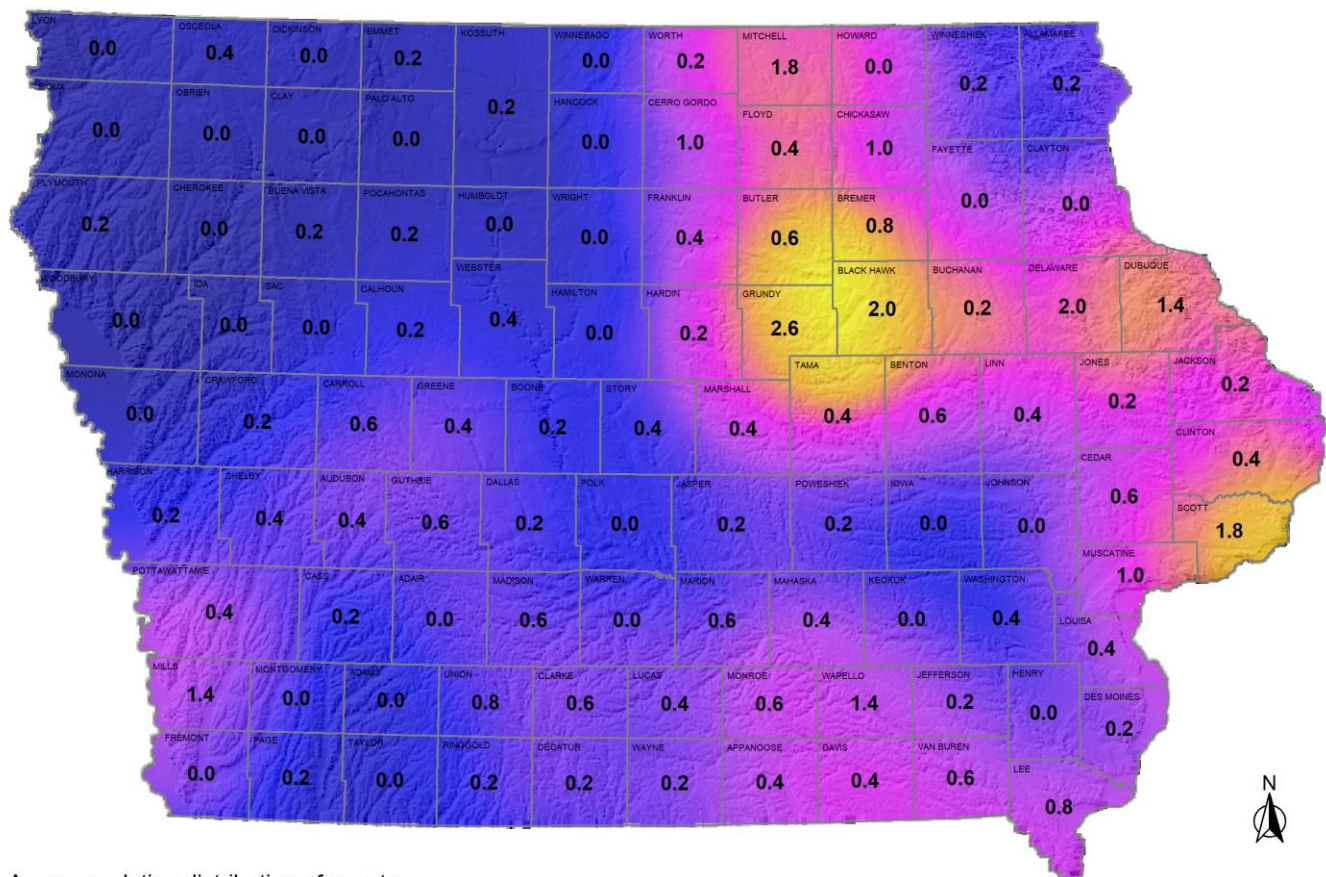 LYON
0.0
OSCEOLA
0.4
DICKINSON
0.0
EMMET
0.2
KOSSUTH
0.2
WINNEBAGO
0.0
WORTH
0.2
MITCHELL
1.8
HOWARD
0.0
WINNESHIEK
0.2
ALLAMAKEE
0.2
SIOUX
0.0
OBRIEN
0.0
CLAY
0.0
PALO ALTO
0.0
HANCOCK
0.0
CERRO GORDO
1.0
FLOYD
0.4
CHICKASAW
1.0
FAYETTE
0.0
CLAYTON
0.0
PLYMOUTH
0.2
CHEROKEE
0.0
BUENA VISTA
0.2
POCAHONTAS
0.2
HUMBOLDT
0.0
WRIGHT
0.0
FRANKLIN
0.4
BUTLER
0.6
BREMER
0.8
WOODBURY
0.0
IDA
0.0
SAC
0.0
CALHOUN
0.2
WEBSTER
0.4
HAMILTON
0.0
HARDIN
0.2
GRUNDY
2.6
BLACK HAWK
2.0
BUCHANAN
0.2
DELAWARE
2.0
DUBUQUE
1.4
MONONA
0.0
CRAWFORD
0.2
CARROLL
0.6
GREENE
0.4
BOONE
0.2
STORY
0.4
MARSHALL
0.4
TAMA
0.4
BENTON
0.6
LINN
0.4
JONES
0.2
JACKSON
0.2
CLINTON
0.4
HARRISON
0.2
SHELBY
0.4
AUDUBON
0.4
GUTHRIE
0.6
DALLAS
0.2
POLK
0.0
JASPER
0.2
POWESHIEK
0.2
IOWA
0.0
JOHNSON
0.0
CEDAR
0.6
SCOTT
1.8
MUSCATINE
1.0
POTTAWATTAMIE
0.4
CASS
0.2
ADAIR
0.0
MADISON
0.6
WARREN
0.0
MARION
0.6
MAHASKA
0.4
KEOKUK
0.0
WASHINGTON
0.4
LOUISA
0.4
MILLS
1.4
MONTGOMERY
0.0
ADAMS
0.0
UNION
0.8
CLARKE
0.6
LUCAS
0.4
MONROE
0.6
WAPELLO
1.4
JEFFERSON
0.2
HENRY
0.0
DES MOINES
0.2
FREMONT
0.0
PAGE
0.2
TAYLOR
0.0
RINGGOLD
0.2
DECATUR
0.2
WAYNE
0.2
APPANOOSE
0.4
DAVIS
0.4
VAN BUREN
0.6
LEE
0.8
N